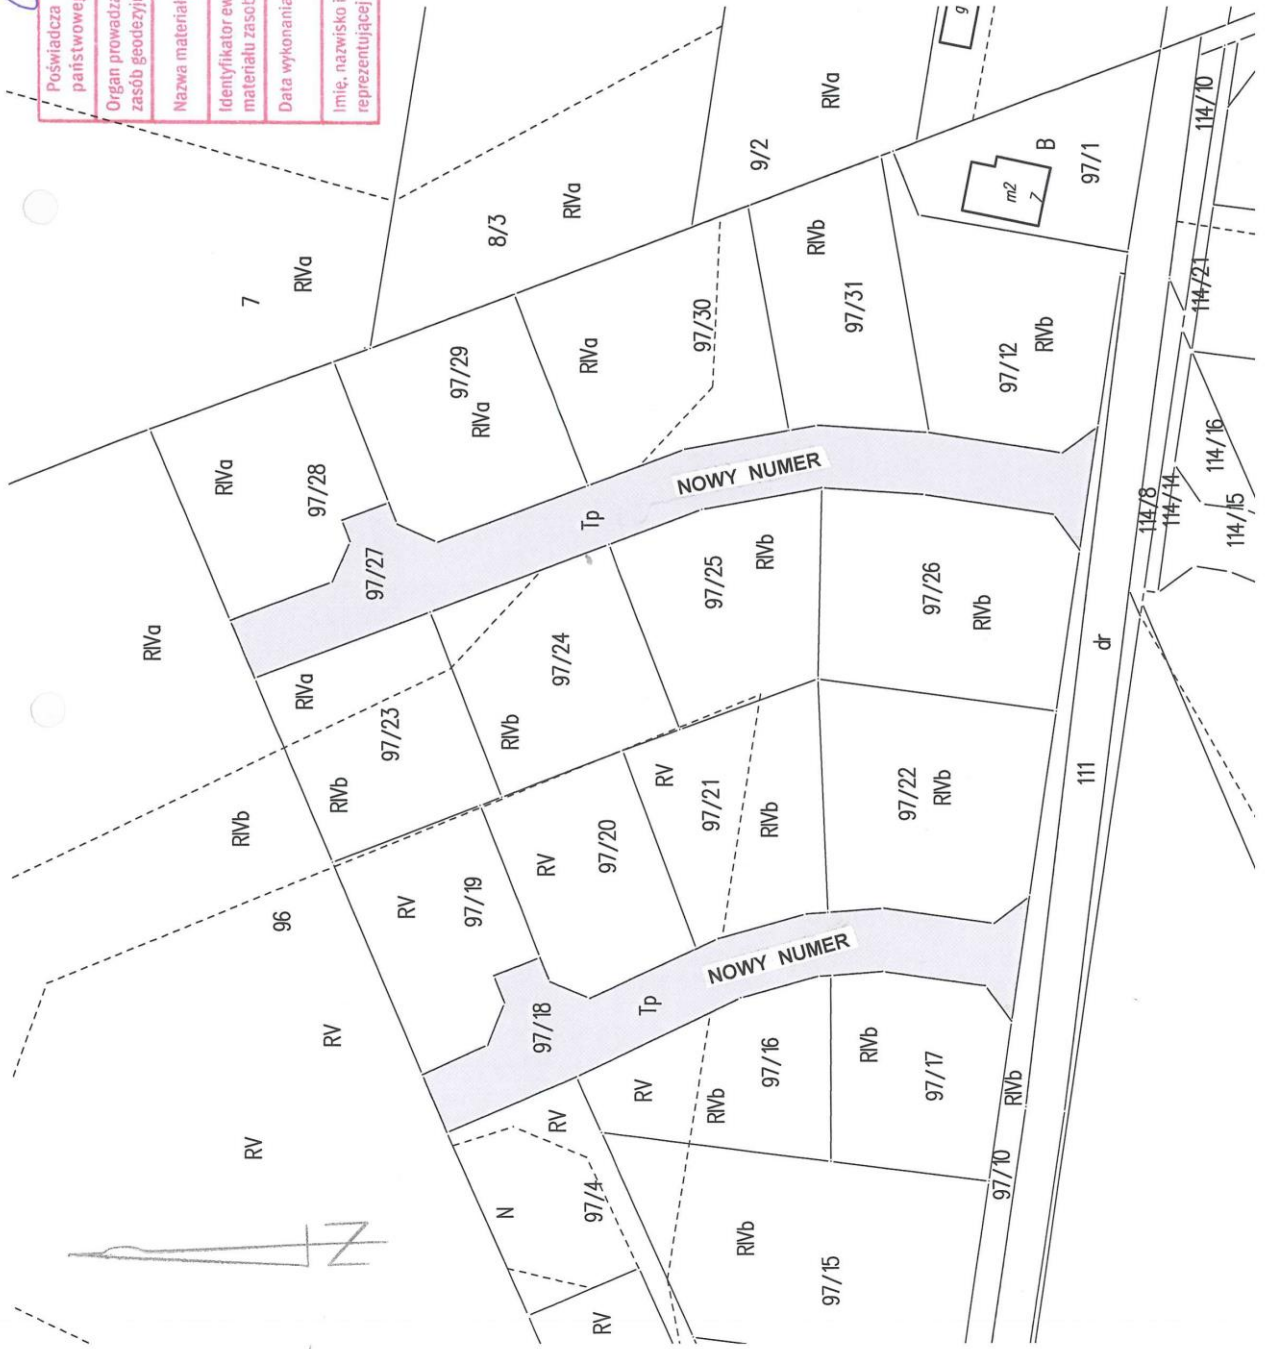 Poświadcza
państwowe
Organ prowadz
zasób geodezyj
Nazwa materiał
Identyfikator ew
materiału zasob
Data wykonania
Imię, nazwisko i
reprezentującej
7
RIVa
8/3
RIVa
9/2
RIVa
g
RIVa
97/28
97/29
RIVa
RIVa
97/30
RIVb
97/31
97/12
RIVb
m2
7
B
97/1
114/10
114/21
114/16
114/15
114/14
114/8
RIVa
97/27
Tp
NOWY NUMER
RIVa
97/23
RIVb
97/24
RIVb
97/25
RIVb
97/26
RIVb
dr
111
RIVb
96
RV
97/19
RV
97/20
RV
97/21
RIVb
97/22
RIVb
RV
97/18
Tp
NOWY NUMER
RV
RV
97/16
RIVb
RIVb
97/17
RIVb
97/10
RV
N
97/4
RV
RIVb
97/15
N